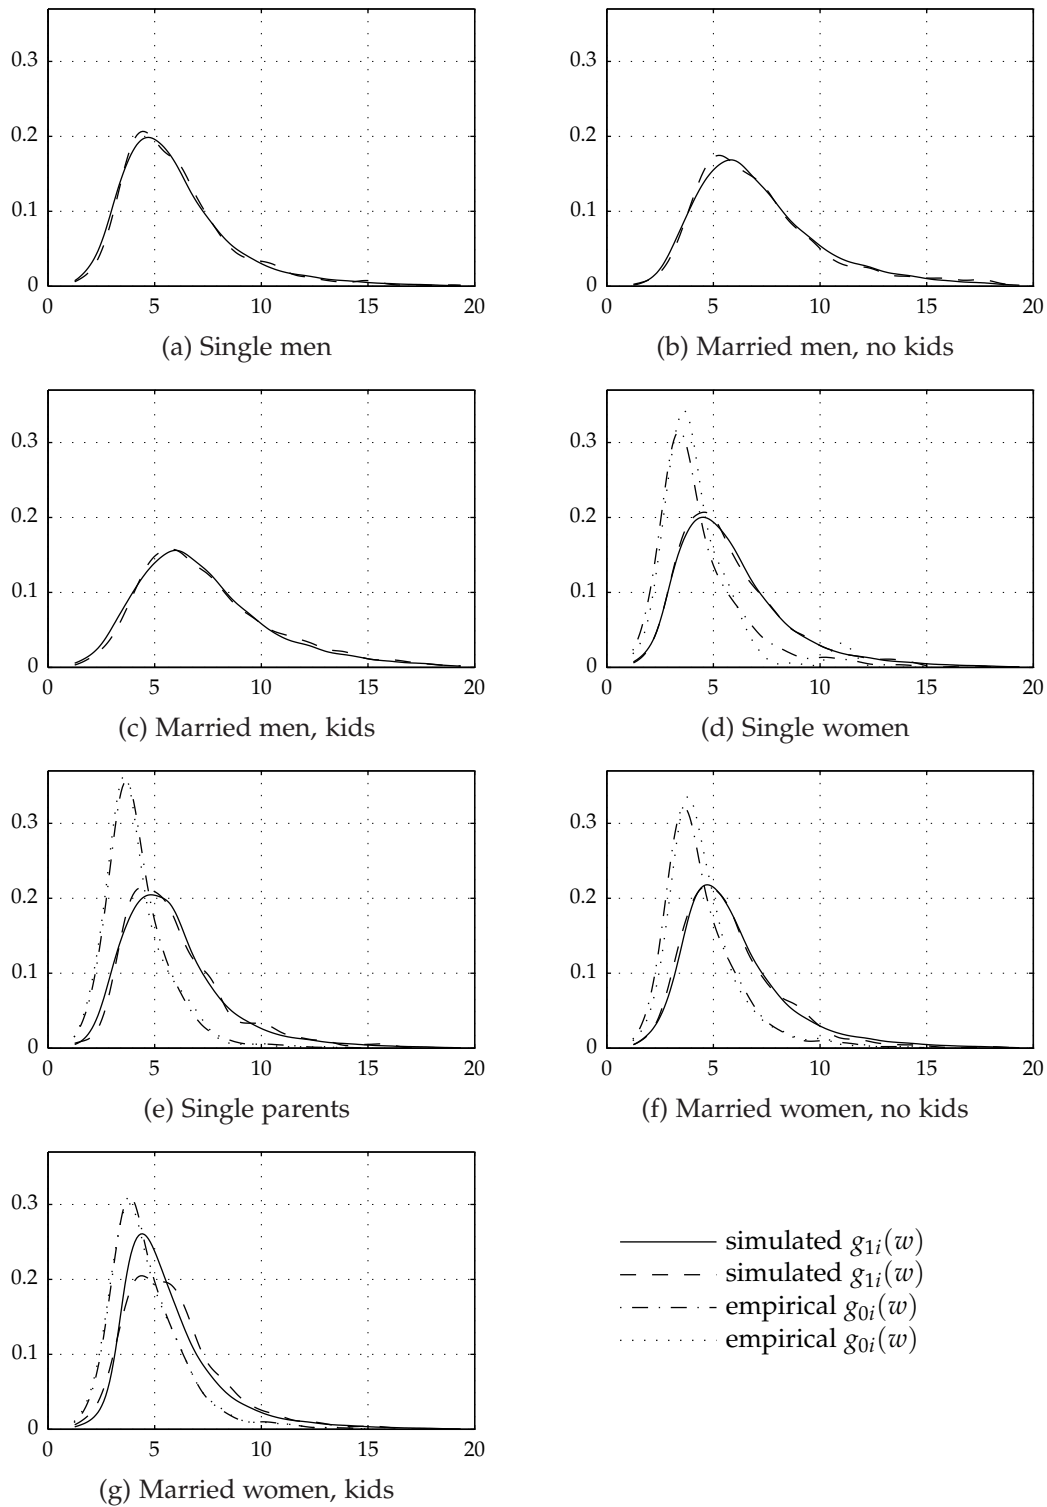 0.3
0.2
0.1
0
0 5 10 15 20
(a) Single men
0.3
0.2
0.1
0
0 5 10 15 20
(b) Married men, no kids
0.3
0.2
0.1
0
0 5 10 15 20
(c) Married men, kids
0.3
0.2
0.1
0
0 5 10 15 20
(d) Single women
0.3
0.2
0.1
0
0 5 10 15 20
(e) Single parents
0.3
0.2
0.1
0
0 5 10 15 20
(f) Married women, no kids
0.3
0.2
0.1
0
0 5 10 15 20
(g) Married women, kids
simulated g1i(w)
simulated g1i(w)
empirical g0i(w)
empirical g0i(w)